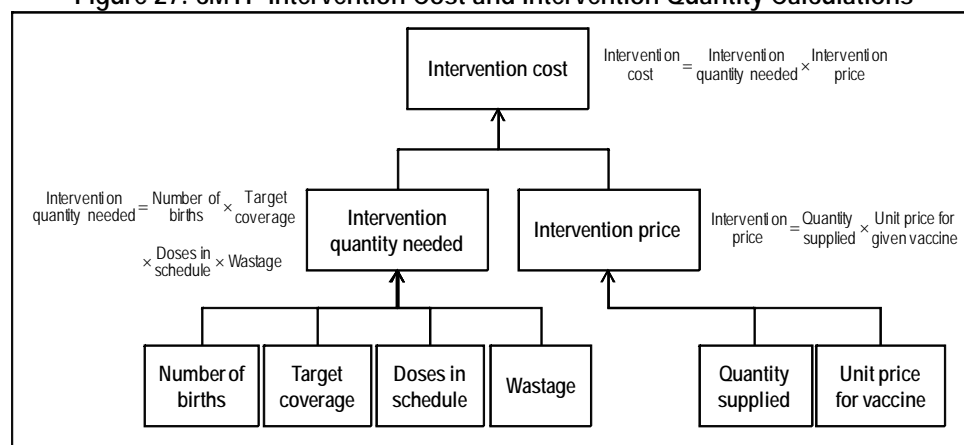 Figure 27: cMYP Intervention Cost and Intervention Quantity Calculations
Intervention cost
Intervention cost = Intervention quantity needed × Intervention price
Intervention quantity needed = Number of births × Target coverage
× Doses in schedule × Wastage
Intervention
quantity needed
Intervention price
Intervention price = Quantity supplied × Unit price for given vaccine
Number of
births
Target
coverage
Doses in
schedule
Wastage
Quantity
supplied
Unit price
for vaccine